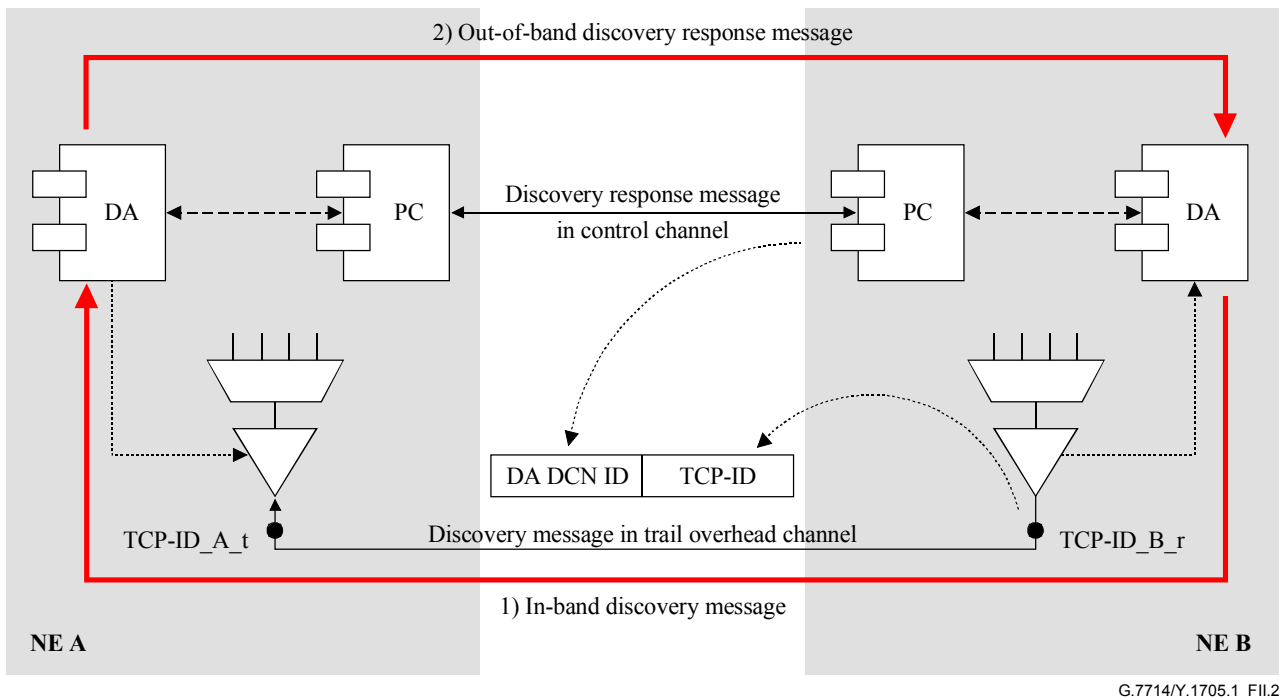 2) Out-of-band discovery response message
DA
PC
Discovery response message
in control channel
PC
DA
DA DCN ID
TCP-ID
TCP-ID_A_t
Discovery message in trail overhead channel
TCP-ID_B_r
1) In-band discovery message
NE A
NE B
G.7714/Y.1705.1_FII.2